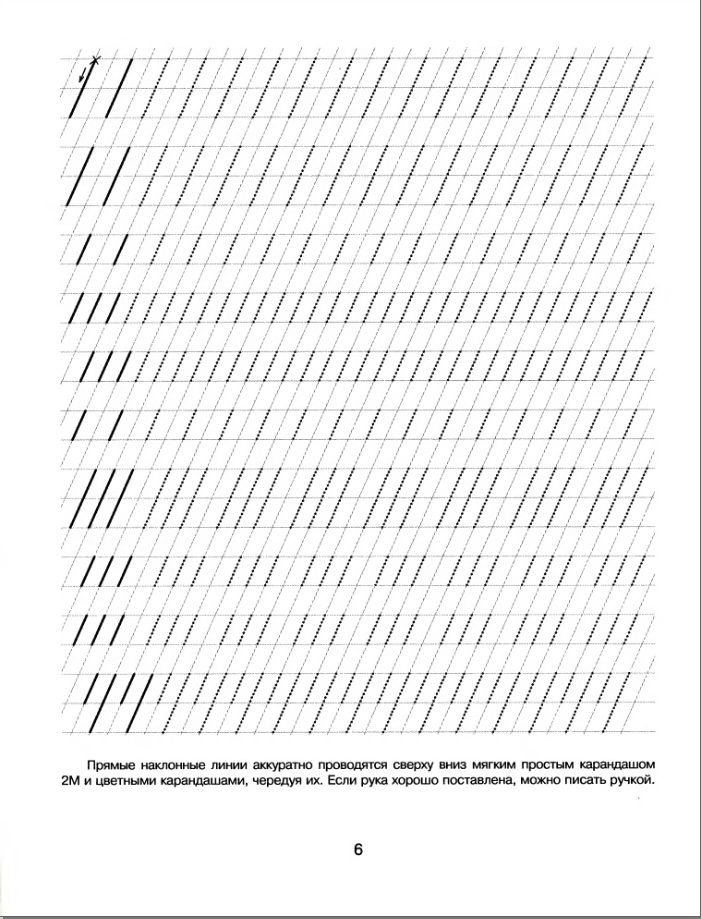 Прямые наклонные линии аккуратно проводятся сверху вниз мягким простым карандашом
2М и цветными карандашами, чередуя их. Если рука хорошо поставлена, можно писать ручкой.
6